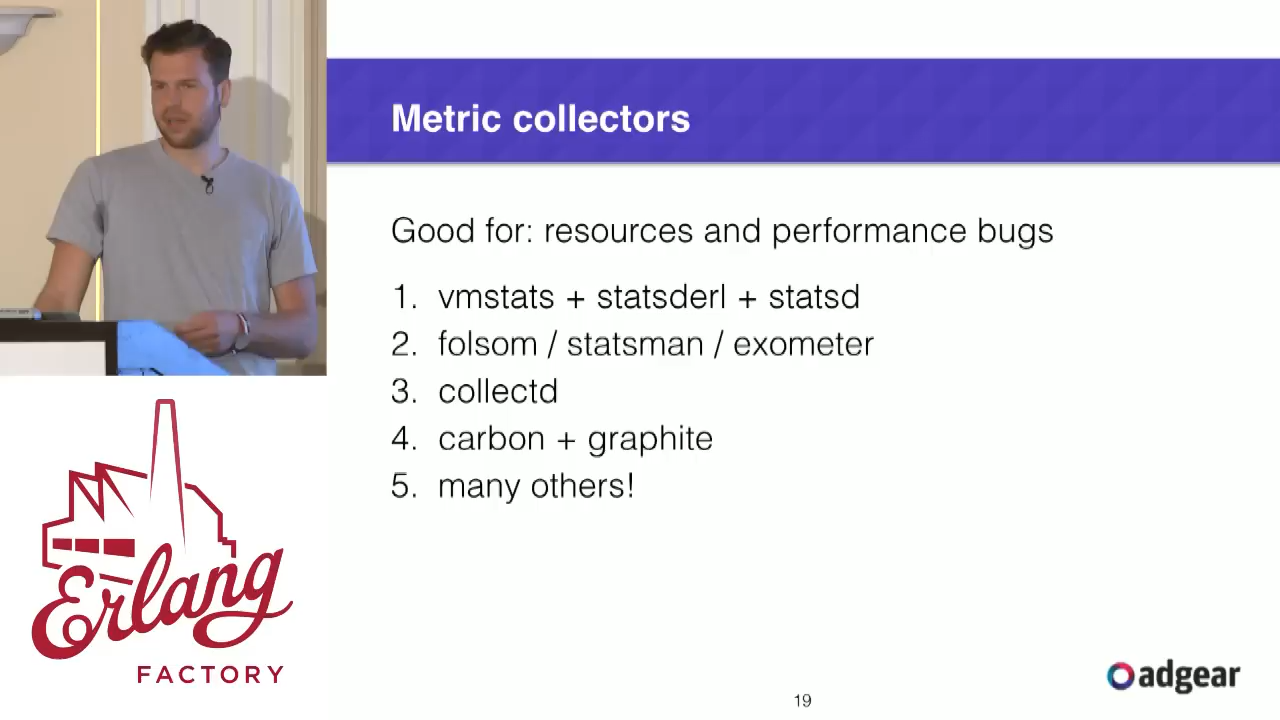 Metric collectors
Good for: resources and performance bugs
1. vmstats + statsderl + statsd
2. folsom / statsman / exometer
3. collectd
4. carbon + graphite
5. many others!
Erlang
FACTORY
adgear
19